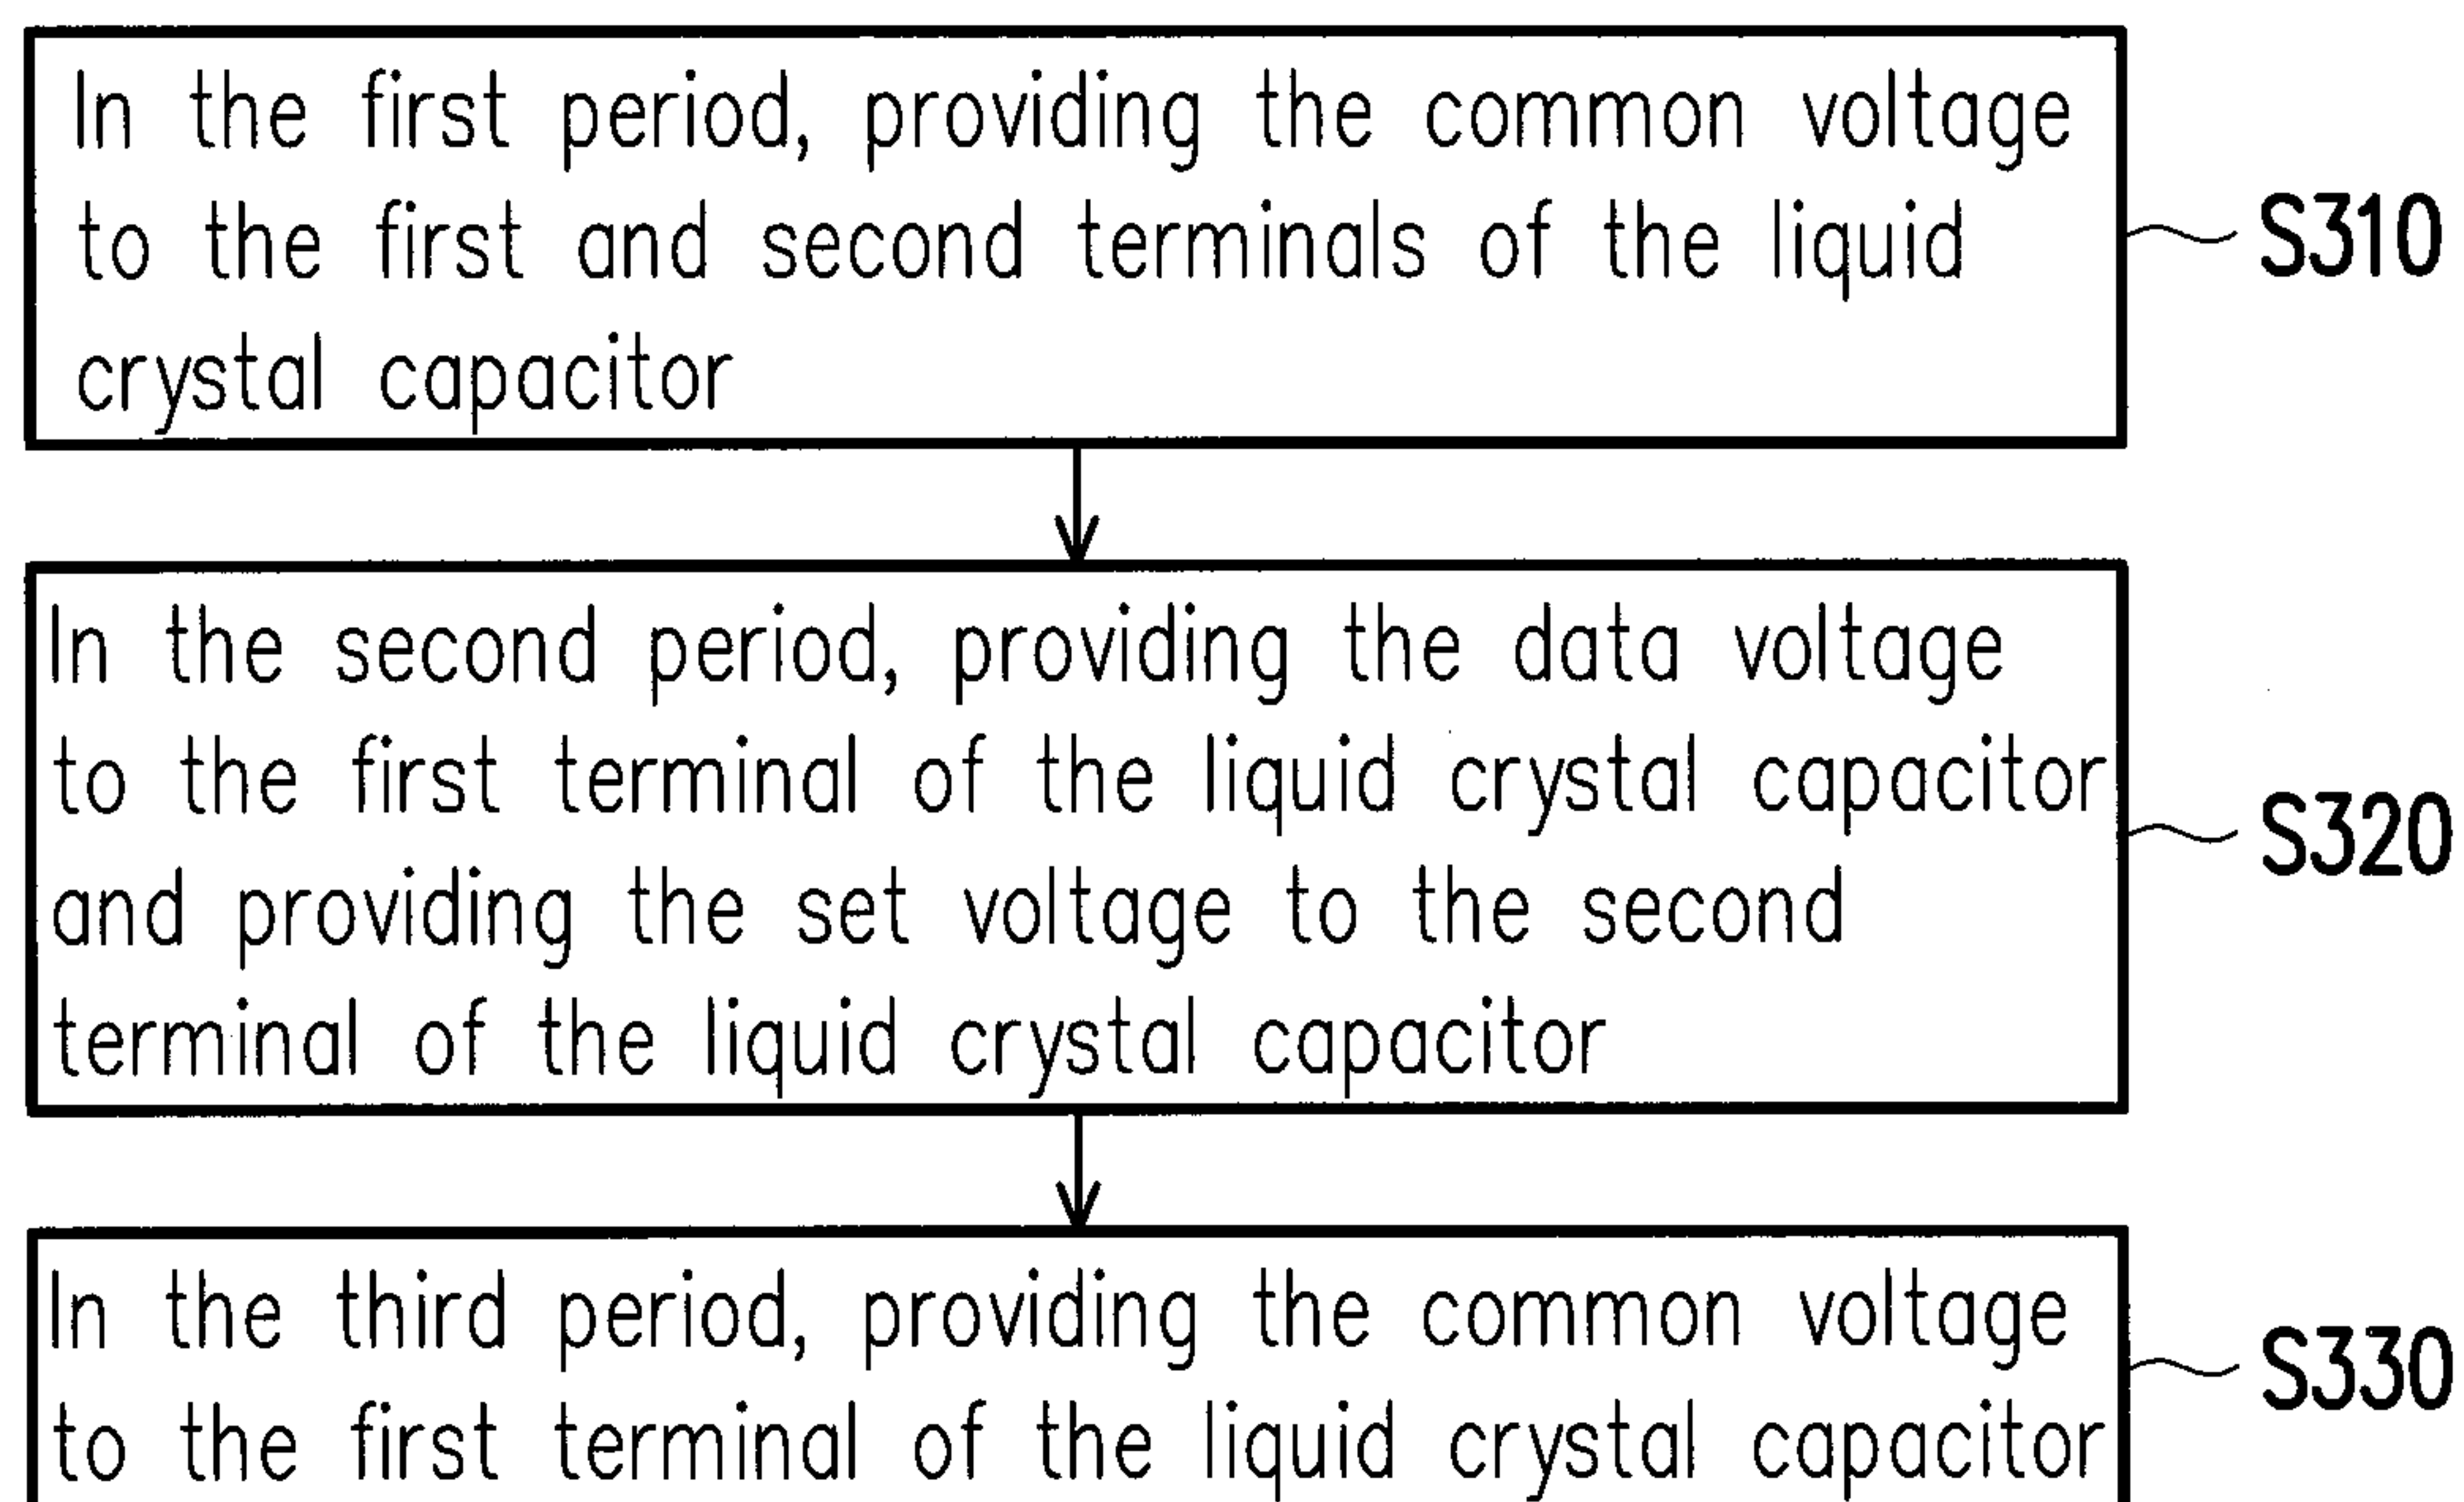 In the first period, providing the common voltage
to the first and second terminals of the liquid
crystal capacitor
S310
In the second period, providing the data voltage
to the first terminal of the liquid crystal capacitor
and providing the set voltage to the second
terminal of the liquid crystal capacitor
S320
In the third period, providing the common voltage
to the first terminal of the liquid crystal capacitor
S330